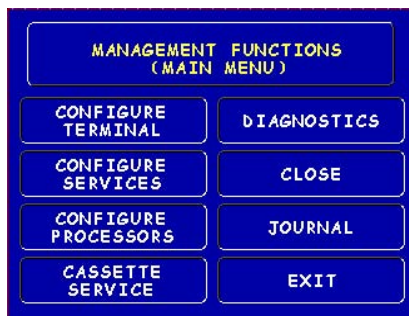 MANAGEMENT FUNCTIONS
(MAIN MENU)
CONFIGURE
TERMINAL
DIAGNOSTICS
CONFIGURE
SERVICES
CLOSE
CONFIGURE
PROCESSORS
JOURNAL
CASSETTE
SERVICE
EXIT